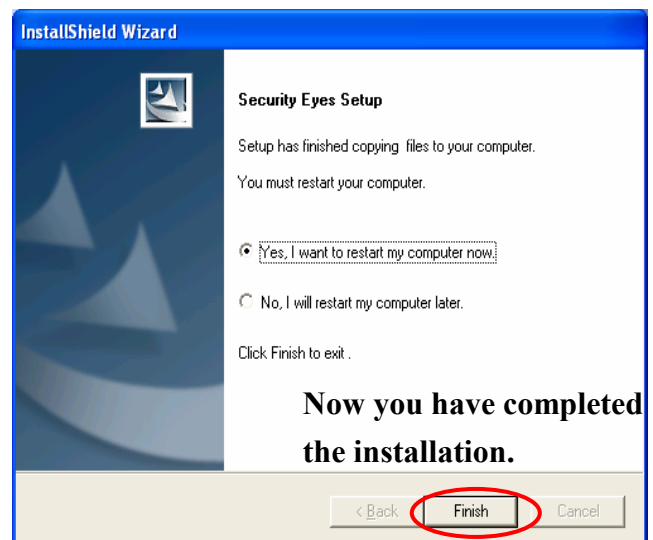 InstallShield Wizard
Security Eyes Setup
Setup has finished copying files to your computer.
You must restart your computer.
Yes, I want to restart my computer now.
No, I will restart my computer later.
Click Finish to exit .
Now you have completed
the installation.
< Back Finish Cancel